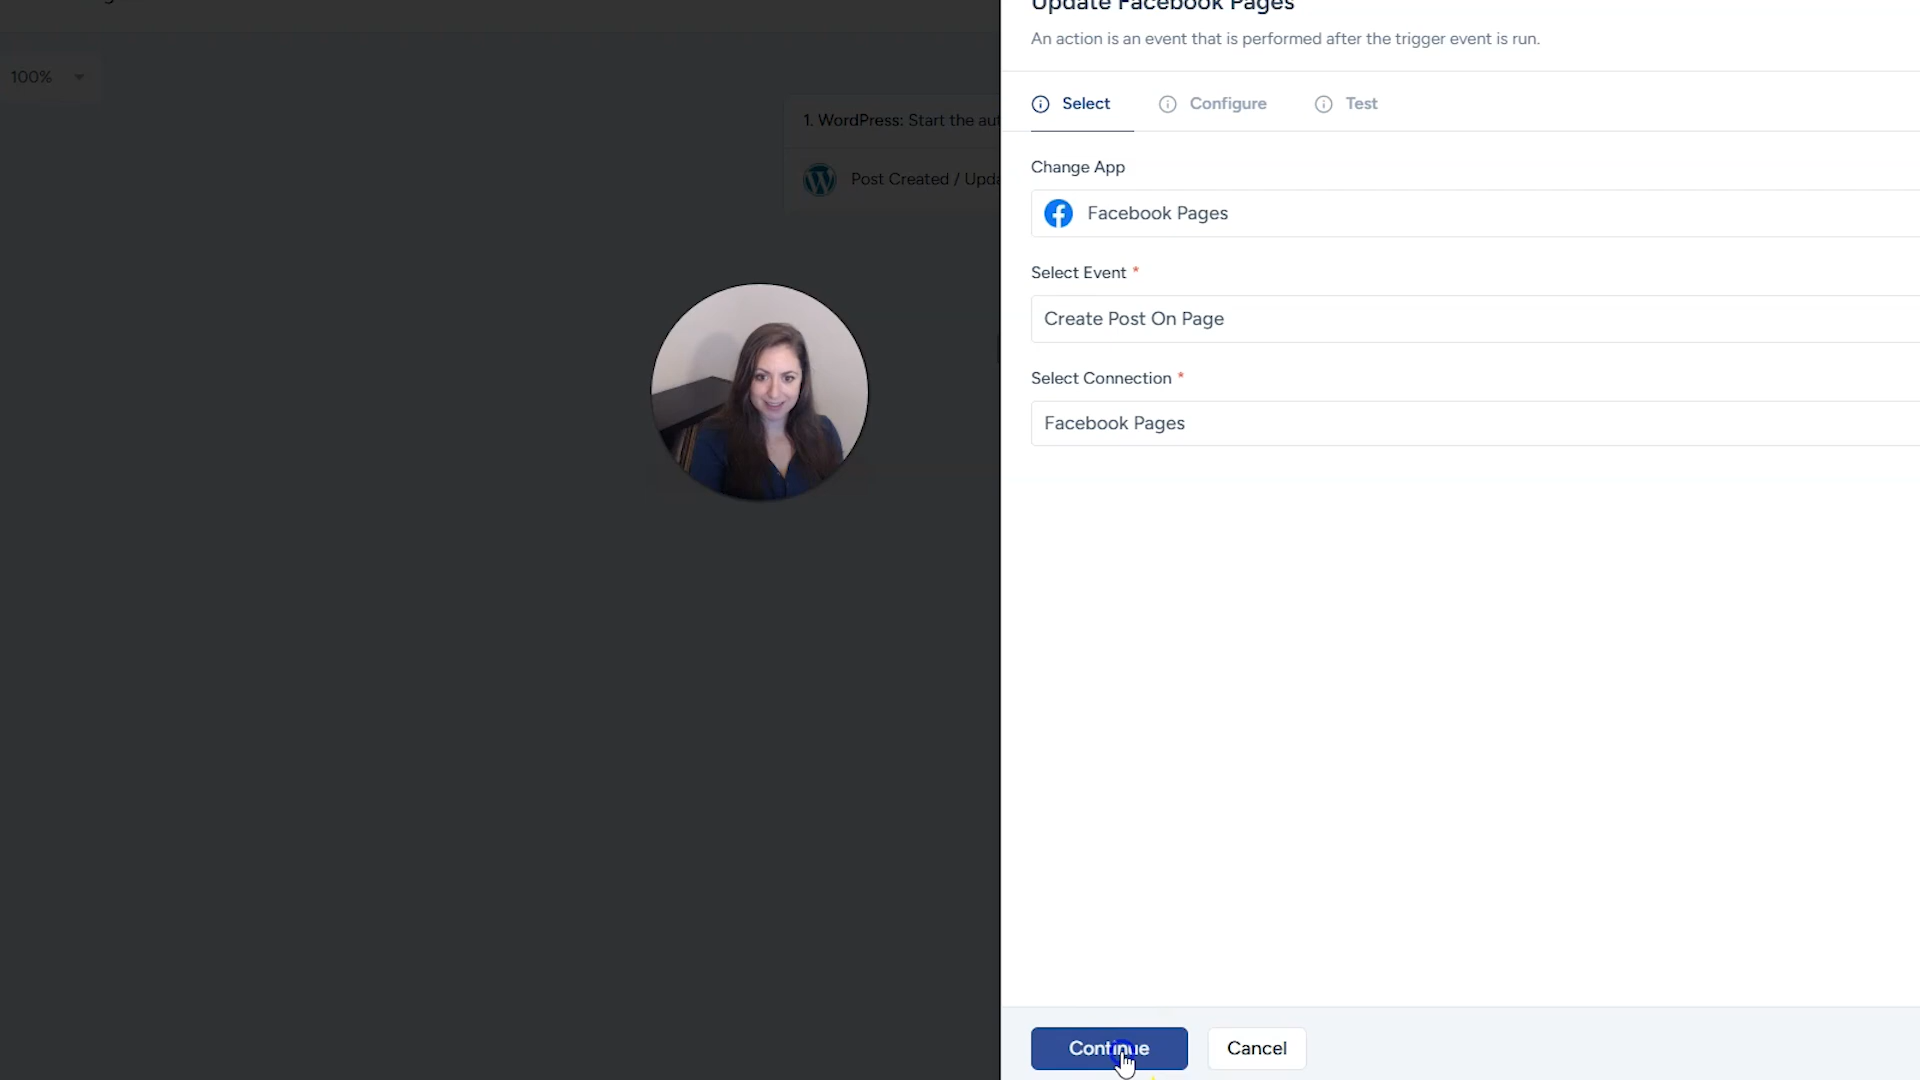 Update Facebook Pages
An action is an event that is performed after the trigger event is run.
100%
Select
Configure
Test
1. WordPress: Start the au
Post Created / Upda
Change App
Facebook Pages
Select Event *
Create Post On Page
Select Connection *
Facebook Pages
Continue
Cancel